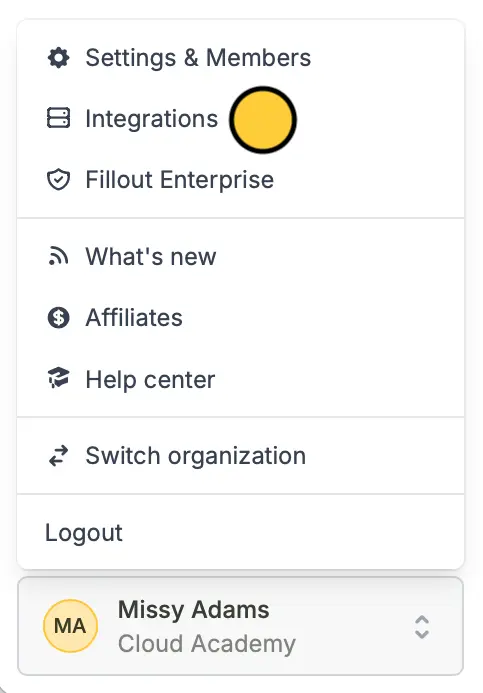 Settings & Members
Integrations
Fillout Enterprise
What's new
Affiliates
Help center
Switch organization
Logout
MA
Missy Adams
Cloud Academy